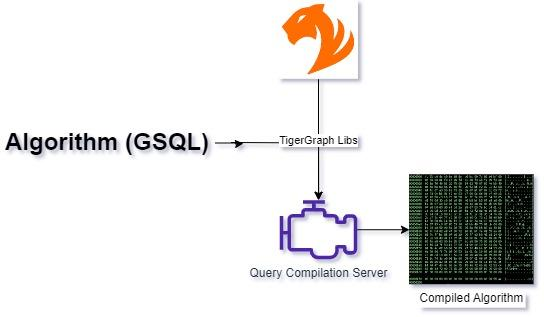 Algorithm (GSQL)
TigerGraph Libs
Query Compilation Server
Compiled Algorithm